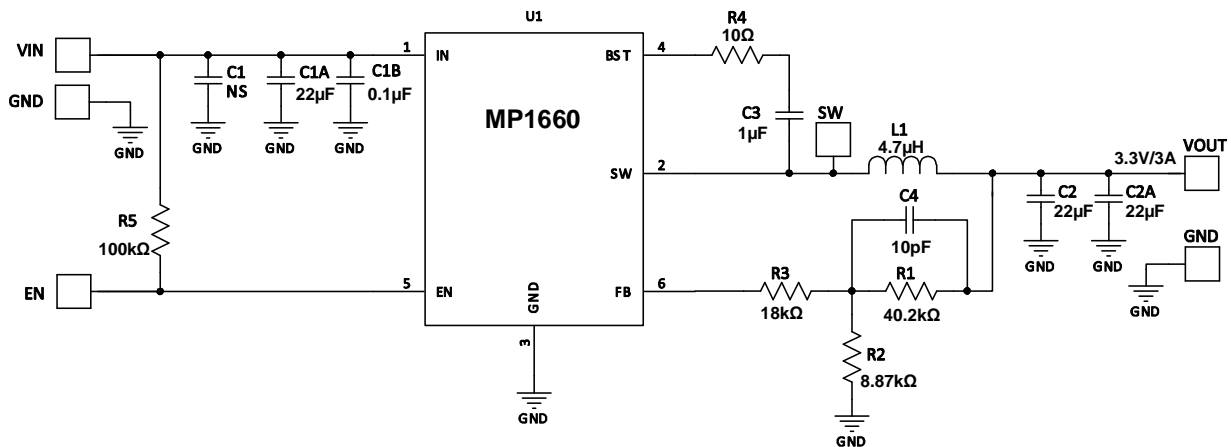 U1
VIN
1
IN
C1
NS
C1A
22μF
C1B
0.1μF
GND
GND
GND
GND
GND
R5
100kΩ
EN
5
EN
MP1660
GND
3
GND
BST
4
R4
10Ω
C3
1μF
SW
SW
2
L1
4.7μH
3.3V/3A
VOUT
C2
22μF
C2A
22μF
GND
GND
GND
GND
C4
10pF
FB
6
R3
18kΩ
R1
40.2kΩ
R2
8.87kΩ
GND